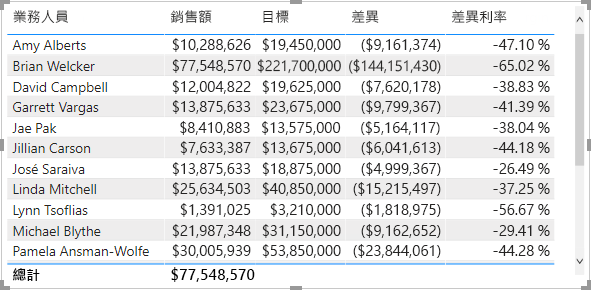 業務人員 銷售額 目標 差異 差異利率
Amy Alberts $10,288,626 $19,450,000 ($9,161,374) -47.10 %
Brian Welcker $77,548,570 $221,700,000 ($144,151,430) -65.02 %
David Campbell $12,004,822 $19,625,000 ($7,620,178) -38.83 %
Garrett Vargas $13,875,633 $23,675,000 ($9,799,367) -41.39 %
Jae Pak $8,410,883 $13,575,000 ($5,164,117) -38.04 %
Jillian Carson $7,633,387 $13,675,000 ($6,041,613) -44.18 %
José Saraiva $13,875,633 $18,875,000 ($4,999,367) -26.49 %
Linda Mitchell $25,634,503 $40,850,000 ($15,215,497) -37.25 %
Lynn Tsoflias $1,391,025 $3,210,000 ($1,818,975) -56.67 %
Michael Blythe $21,987,348 $31,150,000 ($9,162,652) -29.41 %
Pamela Ansman-Wolfe $30,005,939 $53,850,000 ($23,844,061) -44.28 %
總計 $77,548,570